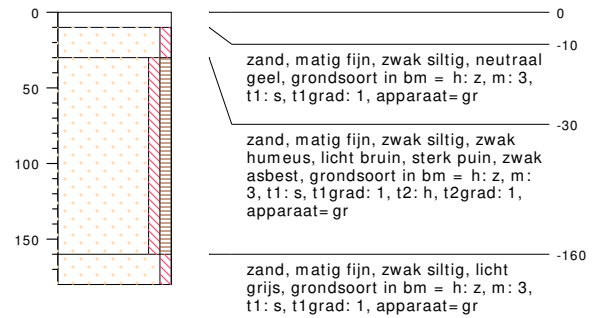 0
0
-10
zand, matig fijn, zwak siltig, neutraal
geel, grondsoort in bm = h: z, m: 3,
t1: s, t1grad: 1, apparaat=gr
50
-30
zand, matig fijn, zwak siltig, zwak
humeus, licht bruin, sterk puin, zwak
asbest, grondsoort in bm = h: z, m:
3, t1: s, t1grad: 1, t2: h, t2grad: 1,
apparaat=gr
100
150
-160
zand, matig fijn, zwak siltig, licht
grijs, grondsoort in bm = h: z, m: 3,
t1: s, t1grad: 1, apparaat=gr